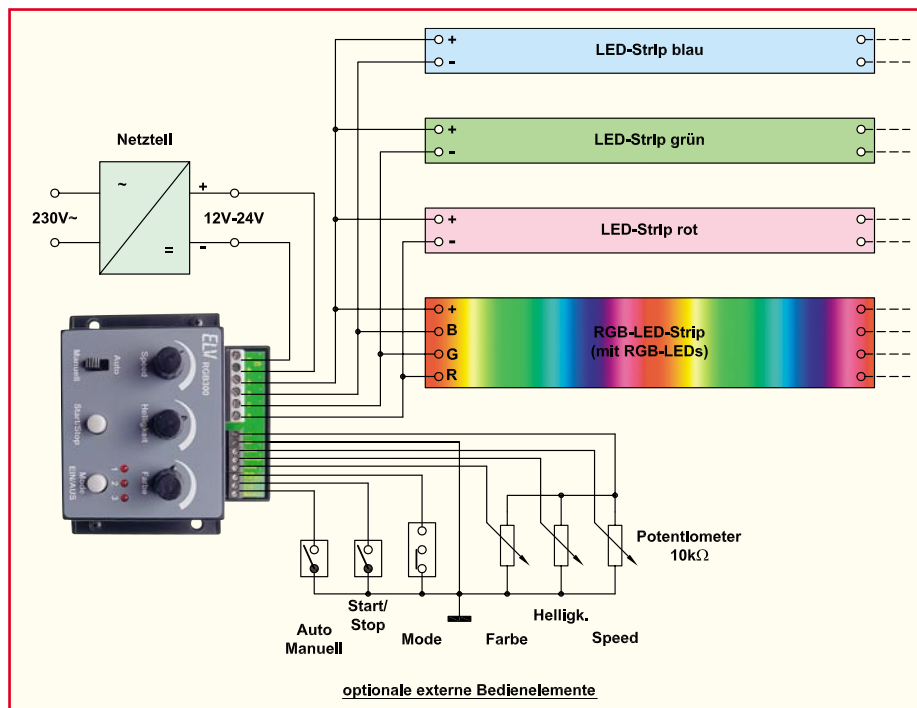 LED-Strip blau
+
-
LED-Strip grün
+
-
Netzteil
~
=
230V~
+
-
12V-24V
LED-Strip rot
+
-
RGB-LED-Strip
(mit RGB-LEDs)
+
B
G
R
ELV RGB300
Auto
Manuell
Speed
Start/Stop
Helligkeit
Mode
EIN/AUS
1
2
3
Farbe
Potentiometer
10kΩ
Auto
Manuell
Start/
Stop
Mode
Farbe
Helligk.
Speed
optionale externe Bedienelemente